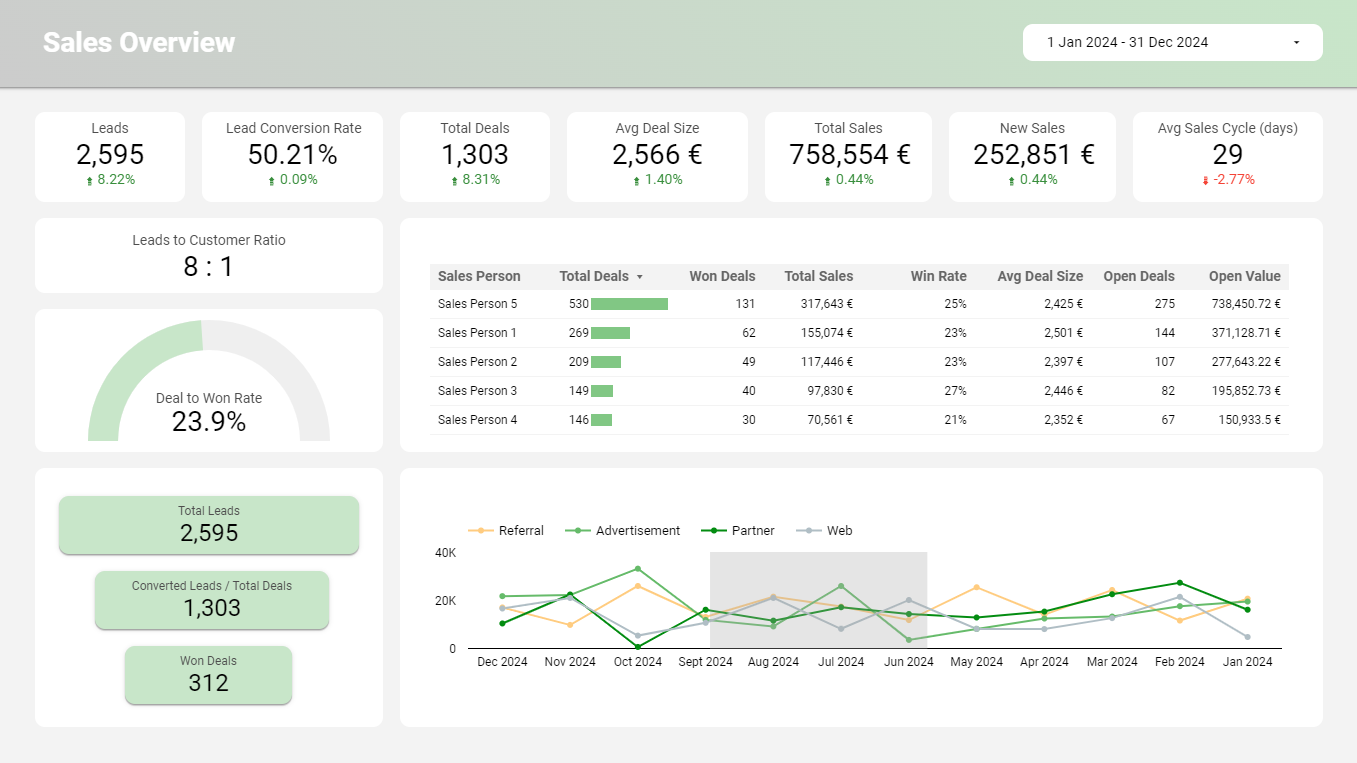 Sales Overview
1 Jan 2024 - 31 Dec 2024
Leads
2,595
8.22%
Lead Conversion Rate
50.21%
0.09%
Total Deals
1,303
8.31%
Avg Deal Size
2,566 €
1.40%
Total Sales
758,554 €
0.44%
New Sales
252,851 €
0.44%
Avg Sales Cycle (days)
29
-2.77%
Leads to Customer Ratio
8 : 1
Deal to Won Rate
23.9%
Sales Person Total Deals Won Deals Total Sales Win Rate Avg Deal Size Open Deals Open Value
Sales Person 5 530 131 317,643 € 25% 2,425 € 275 738,450.72 €
Sales Person 1 269 62 155,074 € 23% 2,501 € 144 371,128.71 €
Sales Person 2 209 49 117,446 € 23% 2,397 € 107 277,643.22 €
Sales Person 3 149 40 97,830 € 27% 2,446 € 82 195,852.73 €
Sales Person 4 146 30 70,561 € 21% 2,352 € 67 150,933.5 €
Total Leads
2,595
Converted Leads / Total Deals
1,303
Won Deals
312
Referral Advertisement Partner Web
40K
20K
0
Dec 2024 Nov 2024 Oct 2024 Sept 2024 Aug 2024 Jul 2024 Jun 2024 May 2024 Apr 2024 Mar 2024 Feb 2024 Jan 2024